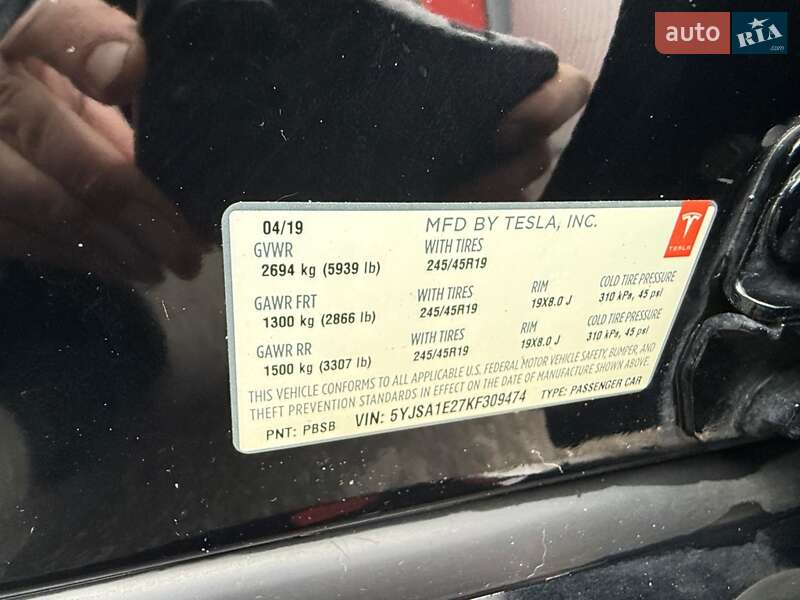 auto RIA.com
04/19 MFD BY TESLA, INC.
GVWR WITH TIRES
2694 kg (5939 lb) 245/45R19
TESLA
GAWR FRT WITH TIRES RIM COLD TIRE PRESSURE
1300 kg (2866 lb) 245/45R19 19X8.0 J 310 kPa, 45 psi
GAWR RR WITH TIRES RIM COLD TIRE PRESSURE
1500 kg (3307 lb) 245/45R19 19X8.0 J 310 kPa, 45 psi
THIS VEHICLE CONFORMS TO ALL APPLICABLE U.S. FEDERAL MOTOR VEHICLE SAFETY, BUMPER, AND
THEFT PREVENTION STANDARDS IN EFFECT ON THE DATE OF MANUFACTURE SHOWN ABOVE.
PNT: PBSB VIN: 5YJSA1E27KF309474 TYPE: PASSENGER CAR